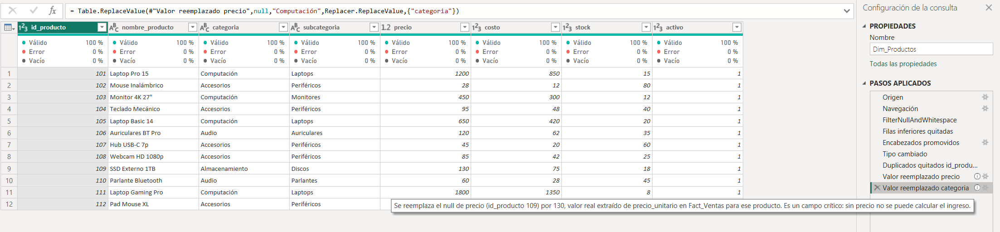 = Table.ReplaceValue(#"Valor reemplazado precio",null,"Computación",Replacer.ReplaceValue,{"categoria"})
id_producto nombre_producto categoria subcategoria precio costo stock activo
Válido 100 % Válido 100 % Válido 100 % Válido 100 % Válido 100 % Válido 100 % Válido 100 % Válido 100 %
Error 0 % Error 0 % Error 0 % Error 0 % Error 0 % Error 0 % Error 0 % Error 0 %
Vacío 0 % Vacío 0 % Vacío 0 % Vacío 0 % Vacío 0 % Vacío 0 % Vacío 0 % Vacío 0 %
1 101 Laptop Pro 15 Computación Laptops 1200 850 15 1
2 102 Mouse Inalámbrico Accesorios Periféricos 28 12 80 1
3 103 Monitor 4K 27" Computación Monitores 450 300 12 1
4 104 Teclado Mecánico Accesorios Periféricos 95 48 40 1
5 105 Laptop Basic 14 Computación Laptops 650 420 20 1
6 106 Auriculares BT Pro Audio Auriculares 120 62 35 1
7 107 Hub USB-C 7p Accesorios Periféricos 45 20 60 1
8 108 Webcam HD 1080p Accesorios Periféricos 85 42 25 1
9 109 SSD Externo 1TB Almacenamiento Discos 130 75 18 1
10 110 Parlante Bluetooth Audio Parlantes 60 28 45 1
11 111 Laptop Gaming Pro Computación Laptops 1800 1350 8 1
12 112 Pad Mouse XL Accesorios Periféricos
Se reemplaza el null de precio (id_producto 109) por 130, valor real extraído de precio_unitario en Fact_Ventas para ese producto. Es un campo crítico: sin precio no se puede calcular el ingreso.
Configuración de la consulta
PROPIEDADES
Nombre
Dim_Productos
Todas las propiedades
PASOS APLICADOS
Origen
Navegación
FilterNullAndWhitespace
Filas inferiores quitadas
Encabezados promovidos
Tipo cambiado
Duplicados quitados id_produ...
Valor reemplazado precio
Valor reemplazado categoria